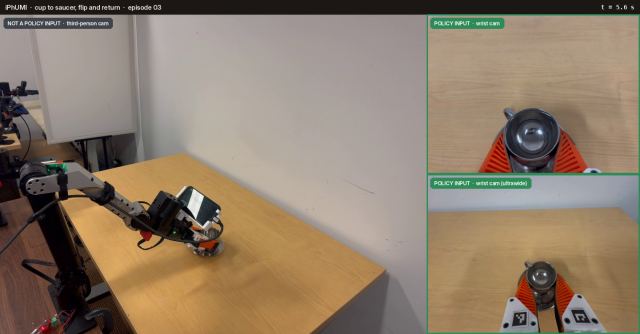 iPhUMI · cup to saucer, flip and return · episode 03
t = 5.6 s
NOT A POLICY INPUT · third-person cam
POLICY INPUT · wrist cam
POLICY INPUT · wrist cam (ultrawide)